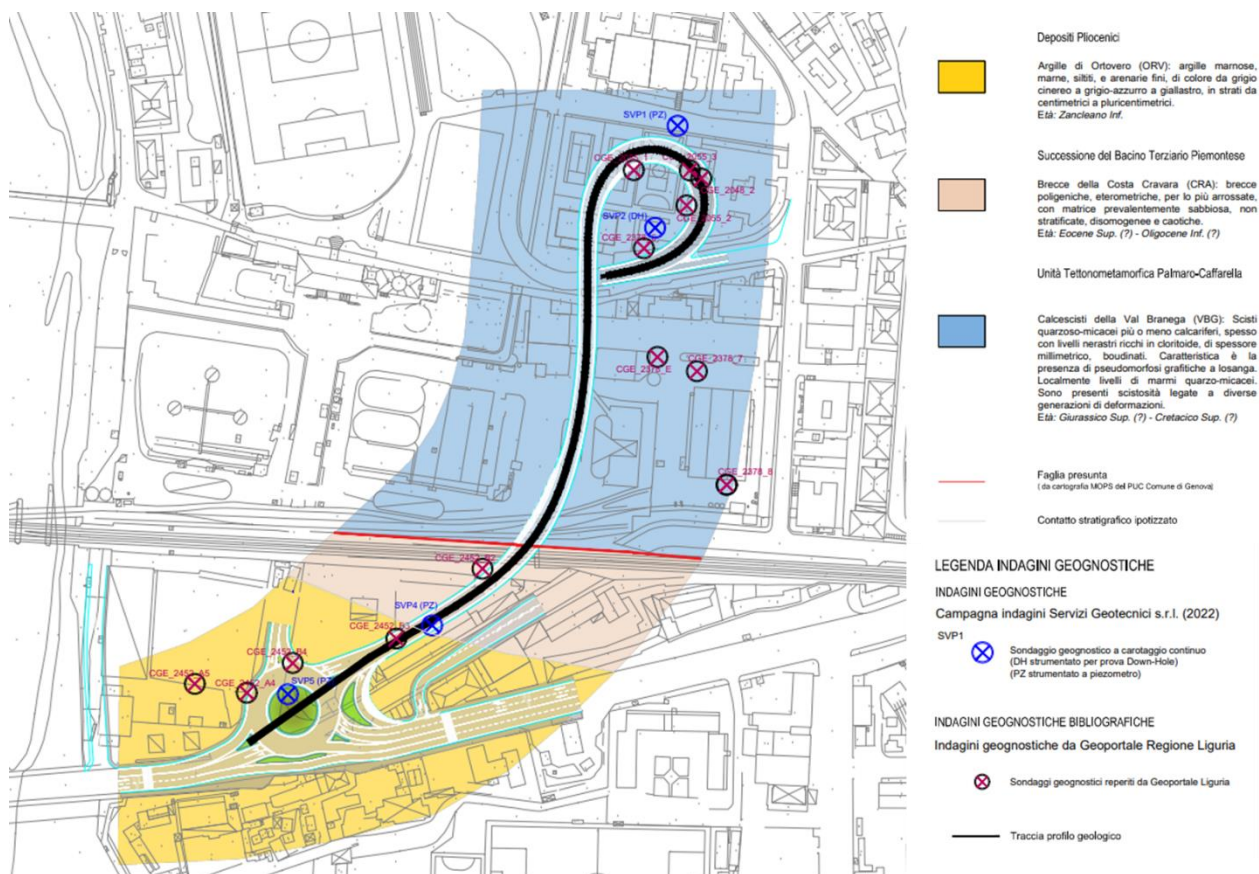 SVP1 (PZ)
CGE_2055_3
CGE_2046_2
CGE_2055_2
SVP2 (DH)
CGE_2378_7
CGE_2378_E
CGE_2378_8
CGE_2452_B2
SVP4 (PZ)
CGE_2452_B3
CGE_2452_B4
CGE_2452_A5
CGE_2452_A4
SVP5 (PZ)
Depositi Pliocenici
Argille di Ortovero (ORV): argille marnose,
marne, siltiti, e arenarie fini, di colore da grigio
cinereo a grigio-azzurro a giallastro, in strati da
centimetrici a pluricentimetrici.
Età: Zancleano Inf.
Successione del Bacino Terziario Piemontese
Brecce della Costa Cravara (CRA): brecce
poligeniche, eterometriche, per lo più arrossate,
con matrice prevalentemente sabbiosa, non
stratificate, disomogenee e caotiche.
Età: Eocene Sup. (?) - Oligocene Inf. (?)
Unità Tettonometamorfica Palmaro-Caffarella
Calcescisti della Val Branega (VBG): Scisti
quarzoso-micacei più o meno calcariferi, spesso
con livelli nerastri ricchi in cloritoide, di spessore
millimetrico, boudinati. Caratteristica è la
presenza di pseudomorfosi grafitiche a losanga.
Localmente livelli di marmi quarzo-micacei.
Sono presenti scistosità legate a diverse
generazioni di deformazioni.
Età: Giurassico Sup. (?) - Cretacico Sup. (?)
Faglia presunta
( da cartografia MOPS del PUC Comune di Genova)
Contatto stratigrafico ipotizzato
LEGENDA INDAGINI GEOGNOSTICHE
INDAGINI GEOGNOSTICHE
Campagna indagini Servizi Geotecnici s.r.l. (2022)
SVP1
Sondaggio geognostico a carotaggio continuo
(DH strumentato per prova Down-Hole)
(PZ strumentato a piezometro)
INDAGINI GEOGNOSTICHE BIBLIOGRAFICHE
Indagini geognostiche da Geoportale Regione Liguria
Sondaggi geognostici reperiti da Geoportale Liguria
Traccia profilo geologico